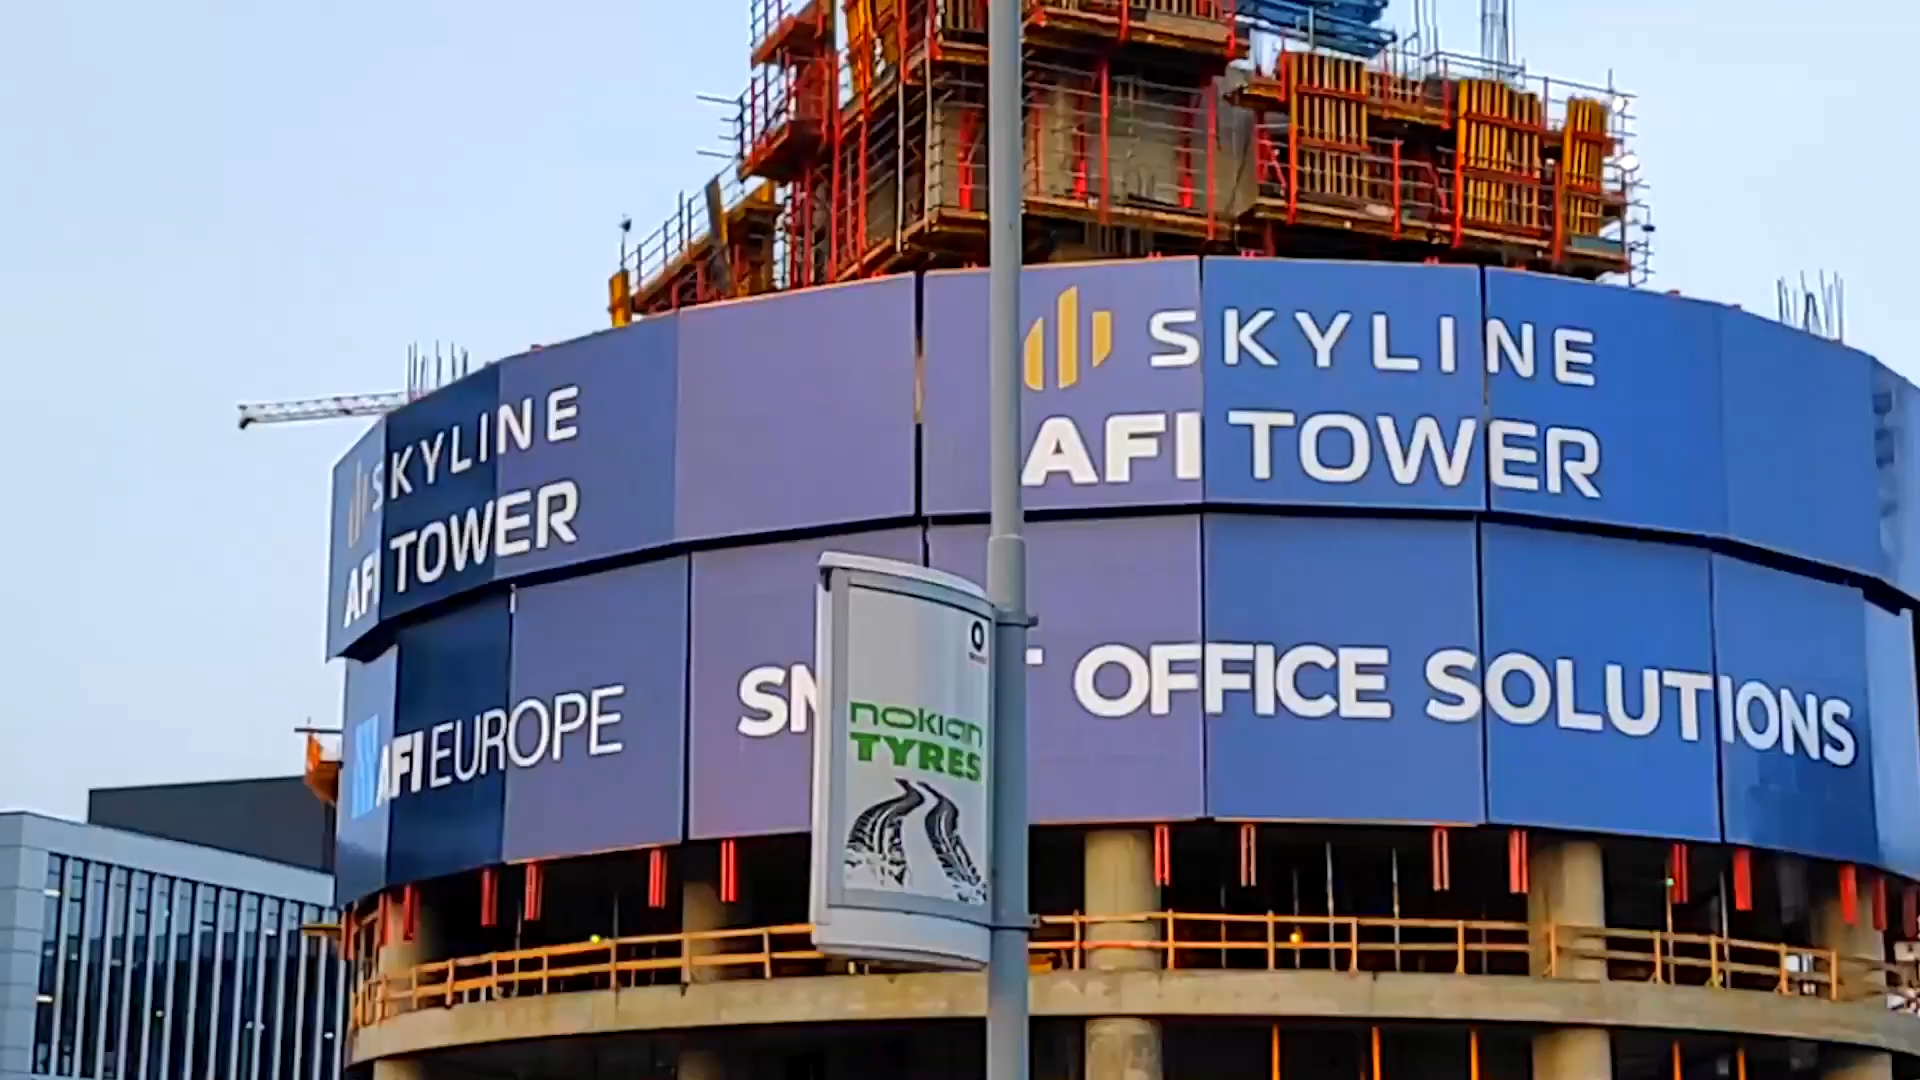 SKYLINE
AFI TOWER
SKYLINE
AFI TOWER
AFI EUROPE
OFFICE SOLUTIONS
nokian
TYRES